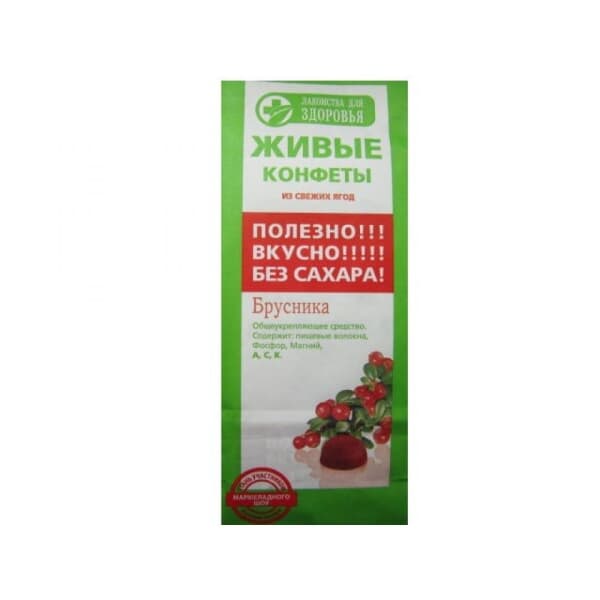 ЛАКОМСТВА ДЛЯ
ЗДОРОВЬЯ
ЖИВЫЕ
КОНФЕТЫ
ИЗ СВЕЖИХ ЯГОД
ПОЛЕЗНО!!!
ВКУСНО!!!!!
БЕЗ САХАРА!
Брусника
Общеукрепляющее средство.
Содержит: пищевые волокна,
Фосфор, Магний,
А, С, К.
УЧАСТНИКОВ
МАРМЕЛАДНОГО
ШОУ